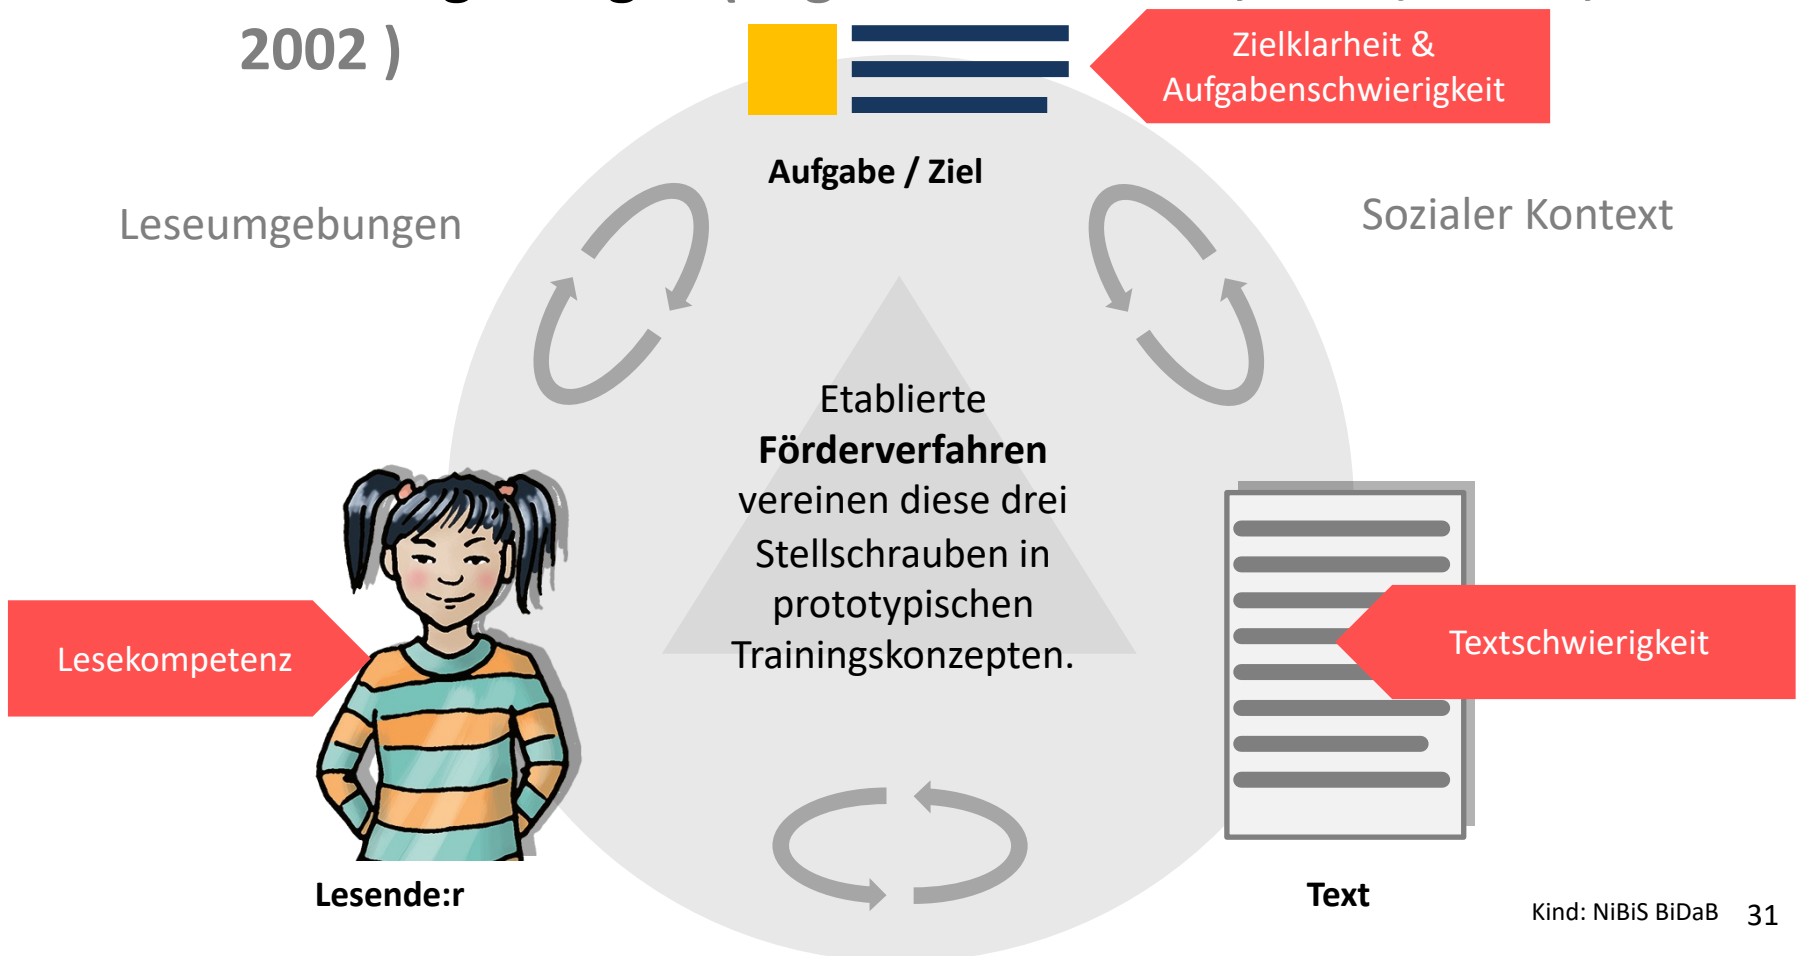 2002 )
Zielklarheit &
Aufgabenschwierigkeit
Aufgabe / Ziel
Leseumgebungen
Sozialer Kontext
Etablierte
Förderverfahren
vereinen diese drei
Stellschrauben in
prototypischen
Trainingskonzepten.
Lesekompetenz
Textschwierigkeit
Lesende:r
Text
Kind: NiBiS BiDaB 31